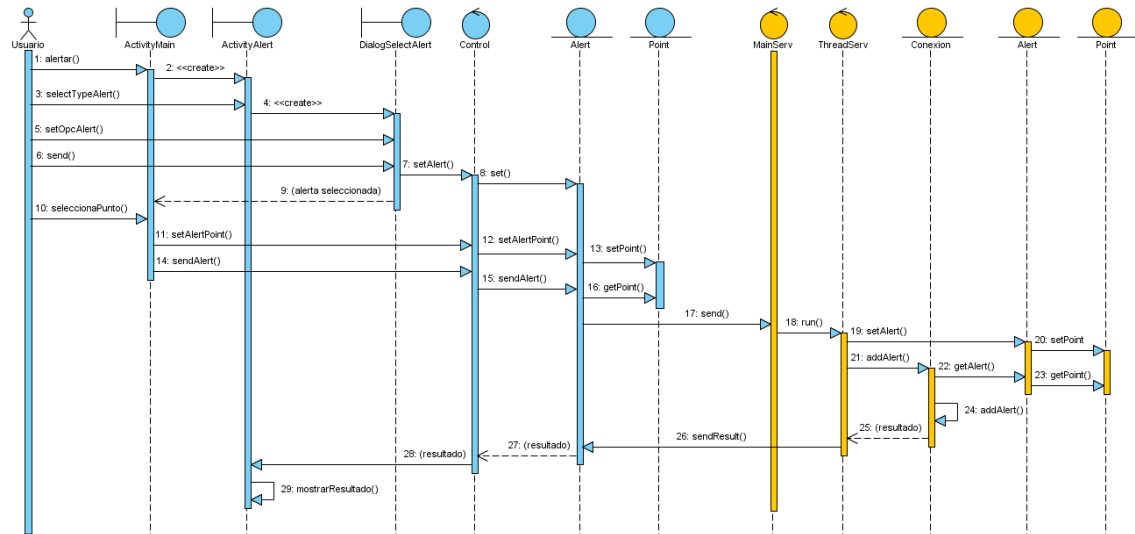 Usuario
ActivityMain
ActivityAlert
DialogSelectAlert
Control
Alert
Point
MainServ
ThreadServ
Conexion
Alert
Point
1: alertar()
2: <<create>>
3: selectTypeAlert()
4: <<create>>
5: setOpcAlert()
6: send()
7: setAlert()
8: set()
9: (alerta seleccionada)
10: seleccionaPunto()
11: setAlertPoint()
12: setAlertPoint()
13: setPoint()
14: sendAlert()
15: sendAlert()
16: getPoint()
17: send()
18: run()
19: setAlert()
20: setPoint
21: addAlert()
22: getAlert()
23: getPoint()
24: addAlert()
25: (resultado)
26: sendResult()
27: (resultado)
28: (resultado)
29: mostrarResultado()